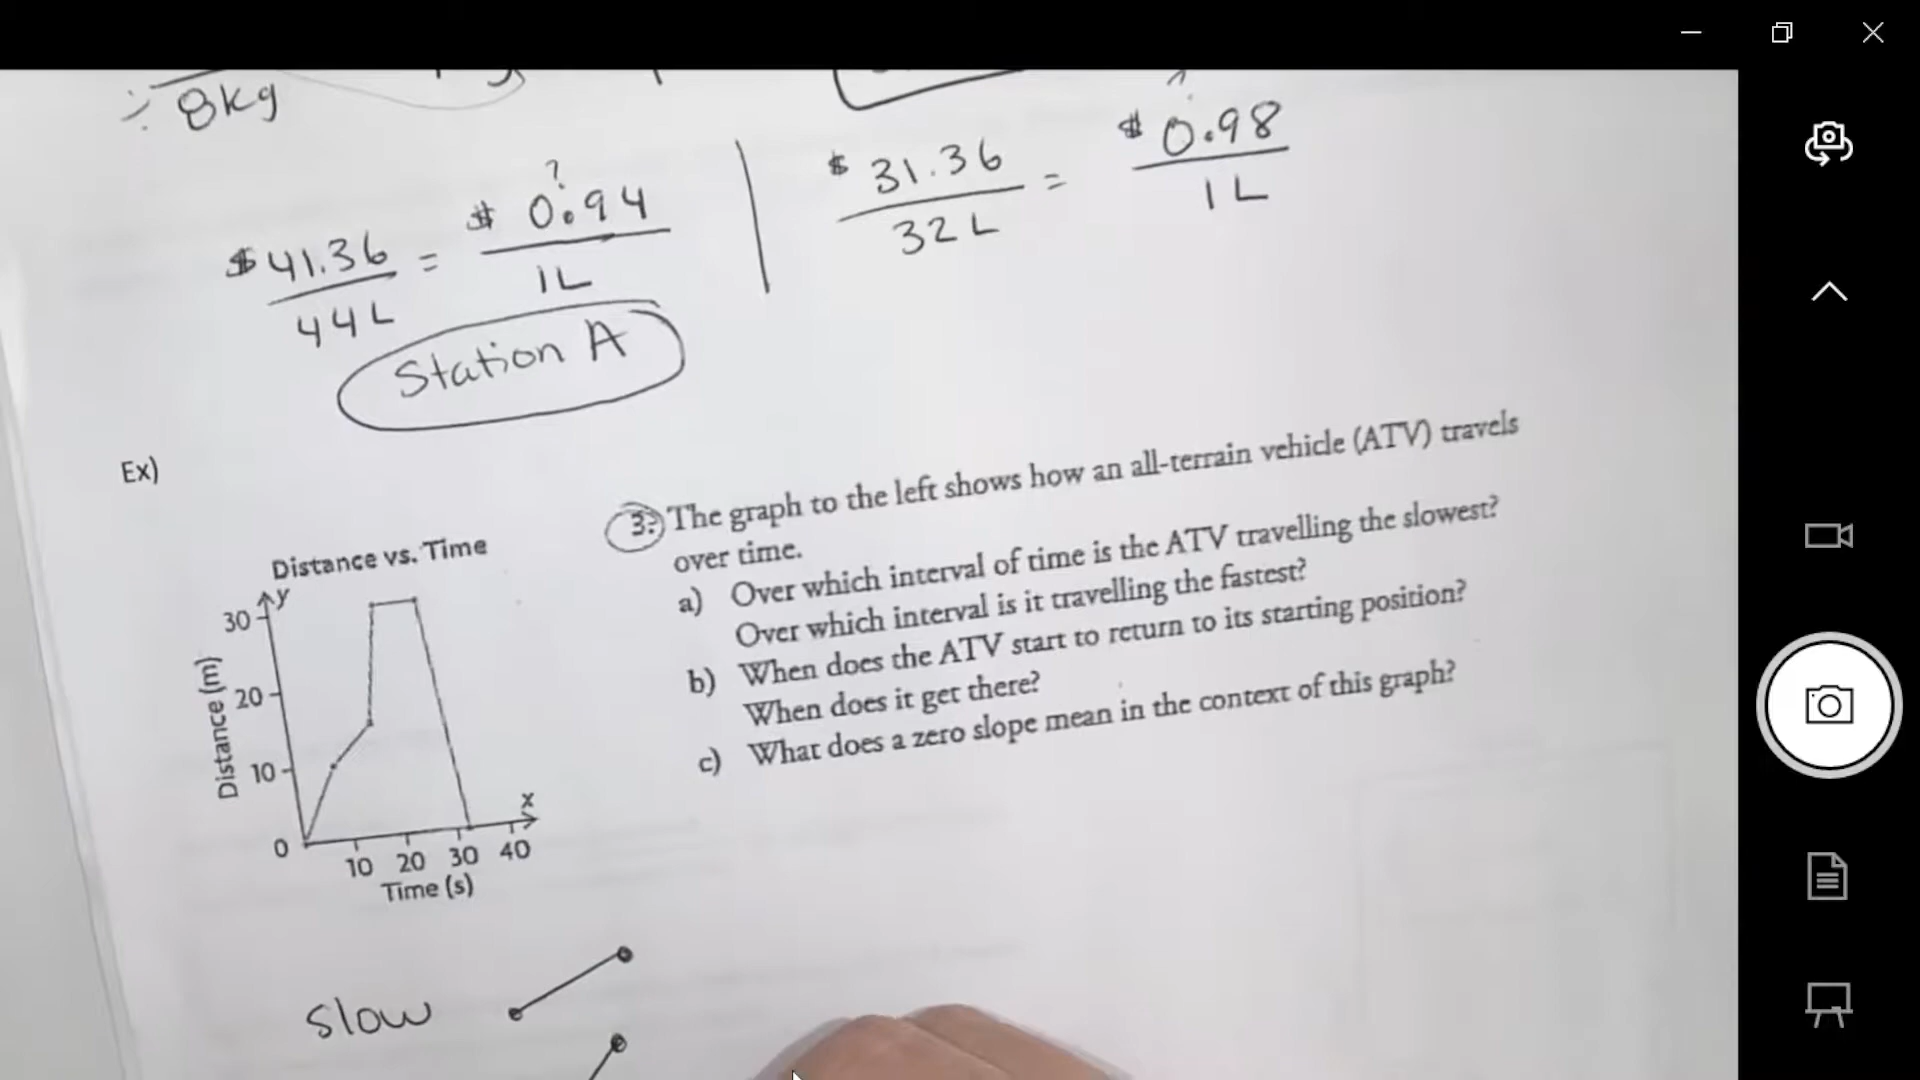 8kg
$ 41.36 / 44 L = $ 0.94 / 1 L
?
$ 31.36 / 32 L = $ 0.98 / 1 L
Station A
Ex)
3. The graph to the left shows how an all-terrain vehicle (ATV) travels
over time.
a) Over which interval of time is the ATV travelling the slowest?
Over which interval is it travelling the fastest?
b) When does the ATV start to return to its starting position?
When does it get there?
c) What does a zero slope mean in the context of this graph?
Distance vs. Time
y
30
20
10
0
Distance (m)
x
10 20 30 40
Time (s)
slow